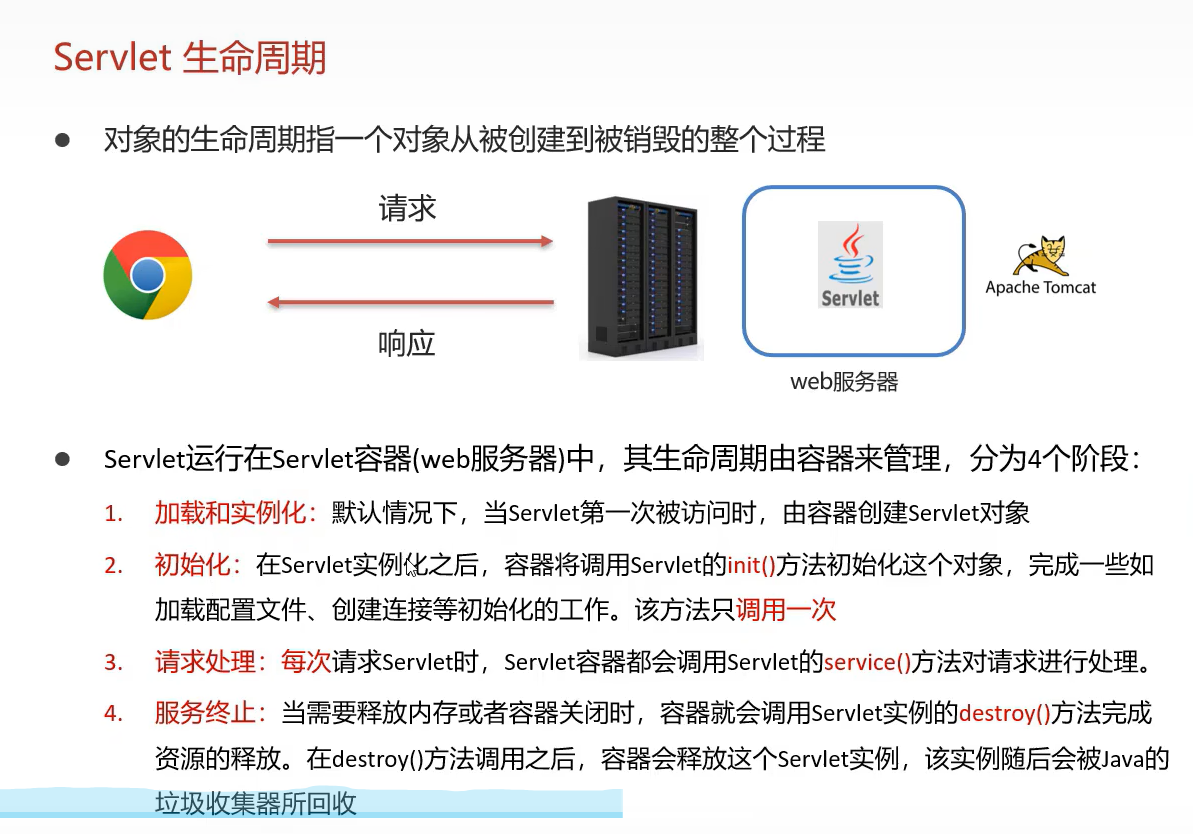 Servlet 生命周期
● 对象的生命周期指一个对象从被创建到被销毁的整个过程
请求
响应
Servlet
Apache Tomcat
web服务器
● Servlet运行在Servlet容器(web服务器)中，其生命周期由容器来管理，分为4个阶段：
1. 加载和实例化：默认情况下，当Servlet第一次被访问时，由容器创建Servlet对象
2. 初始化：在Servlet实例化之后，容器将调用Servlet的init()方法初始化这个对象，完成一些如
加载配置文件、创建连接等初始化的工作。该方法只调用一次
3. 请求处理：每次请求Servlet时，Servlet容器都会调用Servlet的service()方法对请求进行处理。
4. 服务终止：当需要释放内存或者容器关闭时，容器就会调用Servlet实例的destroy()方法完成
资源的释放。在destroy()方法调用之后，容器会释放这个Servlet实例，该实例随后会被Java的
垃圾收集器所回收